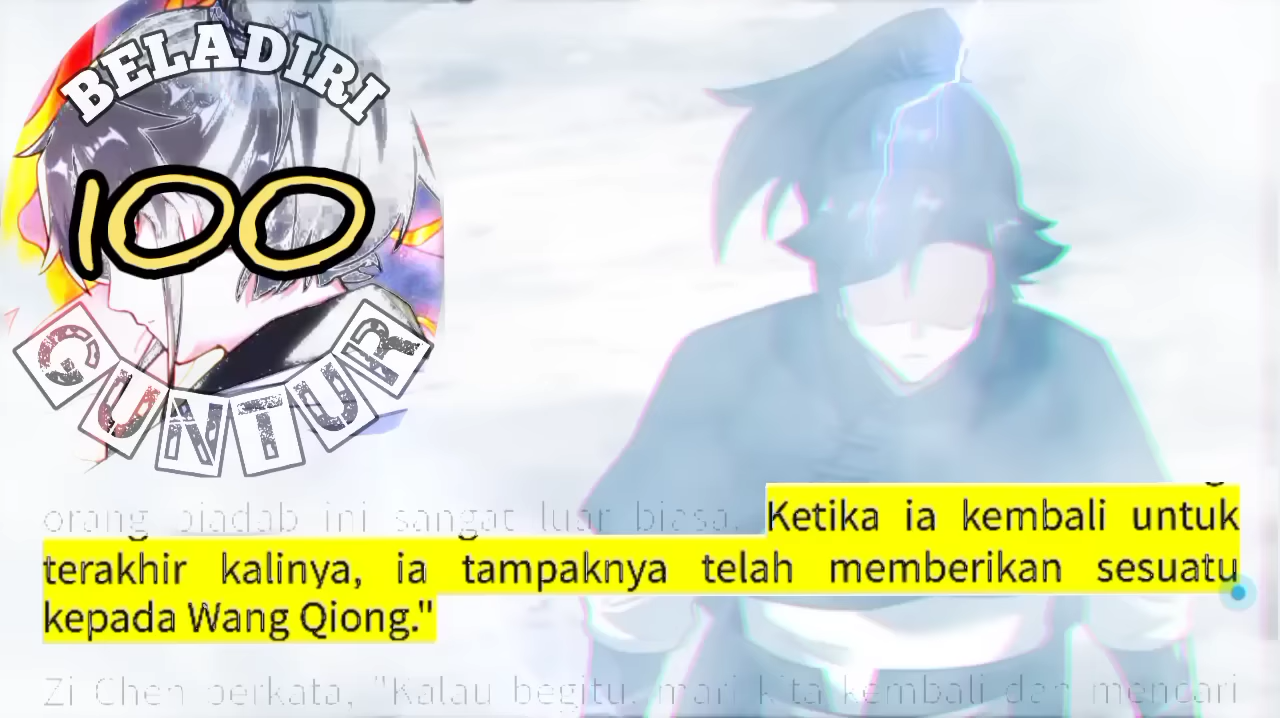 BELADIRI
100
GUNTUR
orang biadab ini sangat luar biasa. Ketika ia kembali untuk
terakhir kalinya, ia tampaknya telah memberikan sesuatu
kepada Wang Qiong."
Zi Chen berkata, "Kalau begitu, mari kita kembali dan mencari